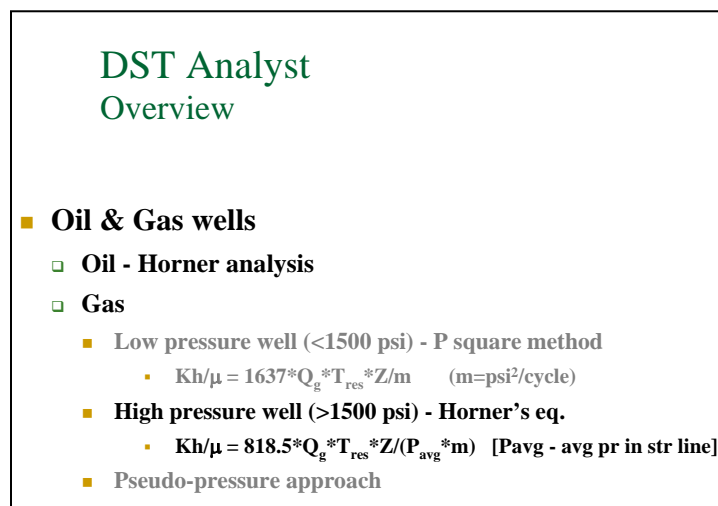 DST Analyst
Overview
Oil & Gas wells
Oil - Horner analysis
Gas
Low pressure well (<1500 psi) - P square method
Kh/μ = 1637*Qg*Tres*Z/m (m=psi²/cycle)
High pressure well (>1500 psi) - Horner's eq.
Kh/μ = 818.5*Qg*Tres*Z/(Pavg*m) [Pavg - avg pr in str line]
Pseudo-pressure approach